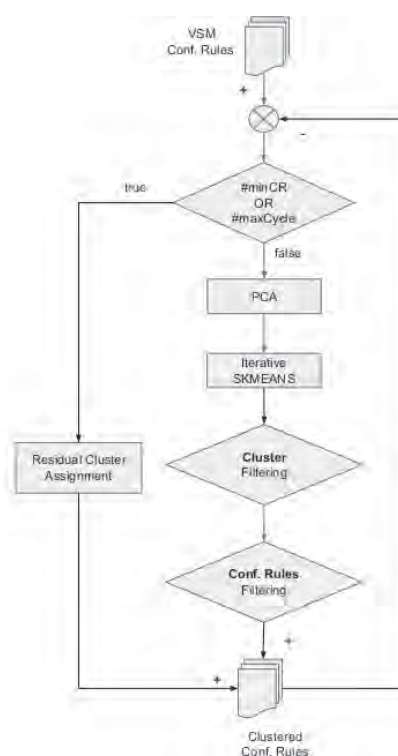 VSM
Conf. Rules
+
-
true
#minCR
OR
#maxCycle
false
PCA
Iterative
SKMEANS
Cluster
Filtering
Residual Cluster
Assignment
Conf. Rules
Filtering
+
+
Clustered
Conf. Rules